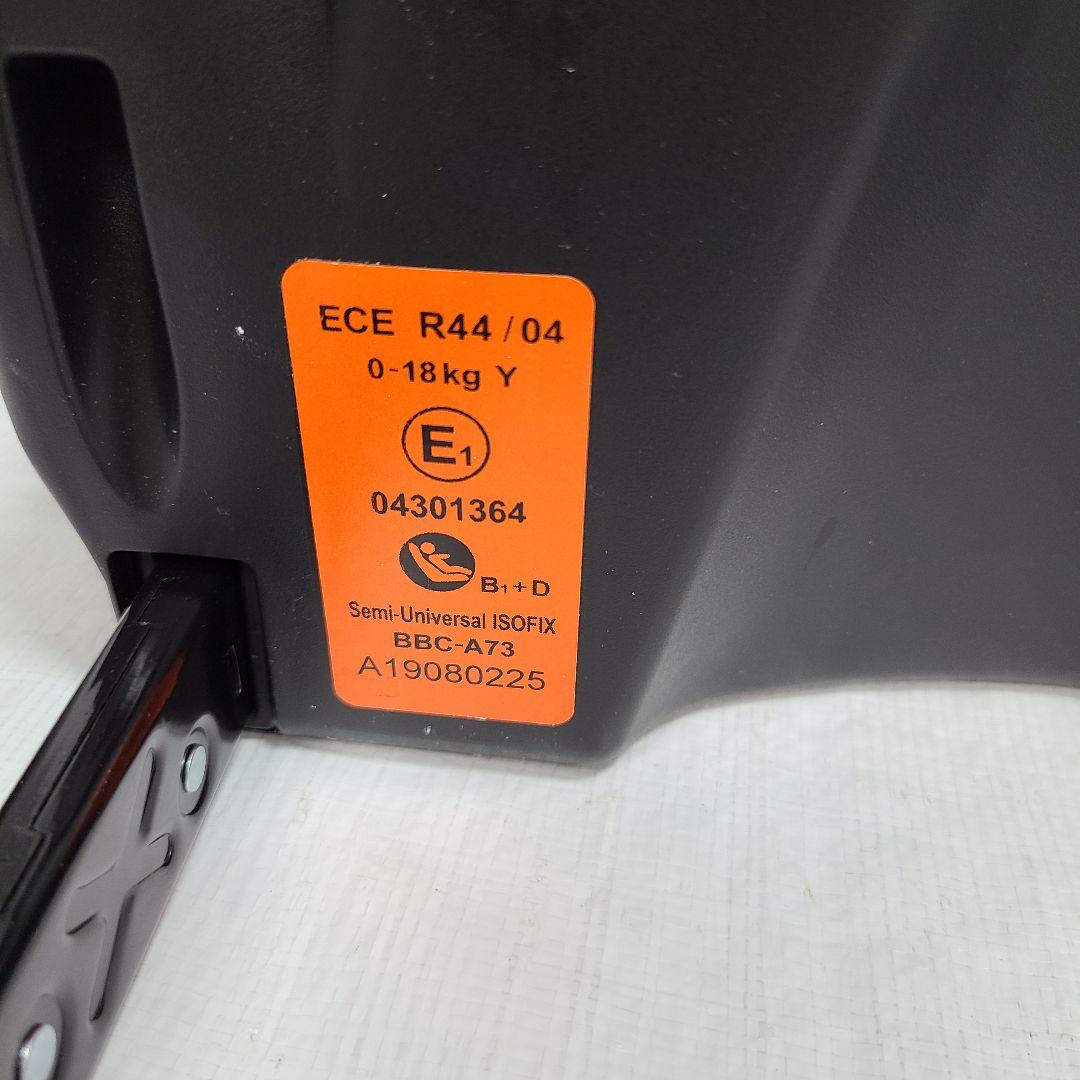 ECE R44 / 04
0-18kg Y
E1
04301364
B1+D
Semi-Universal ISOFIX
BBC-A73
A19080225